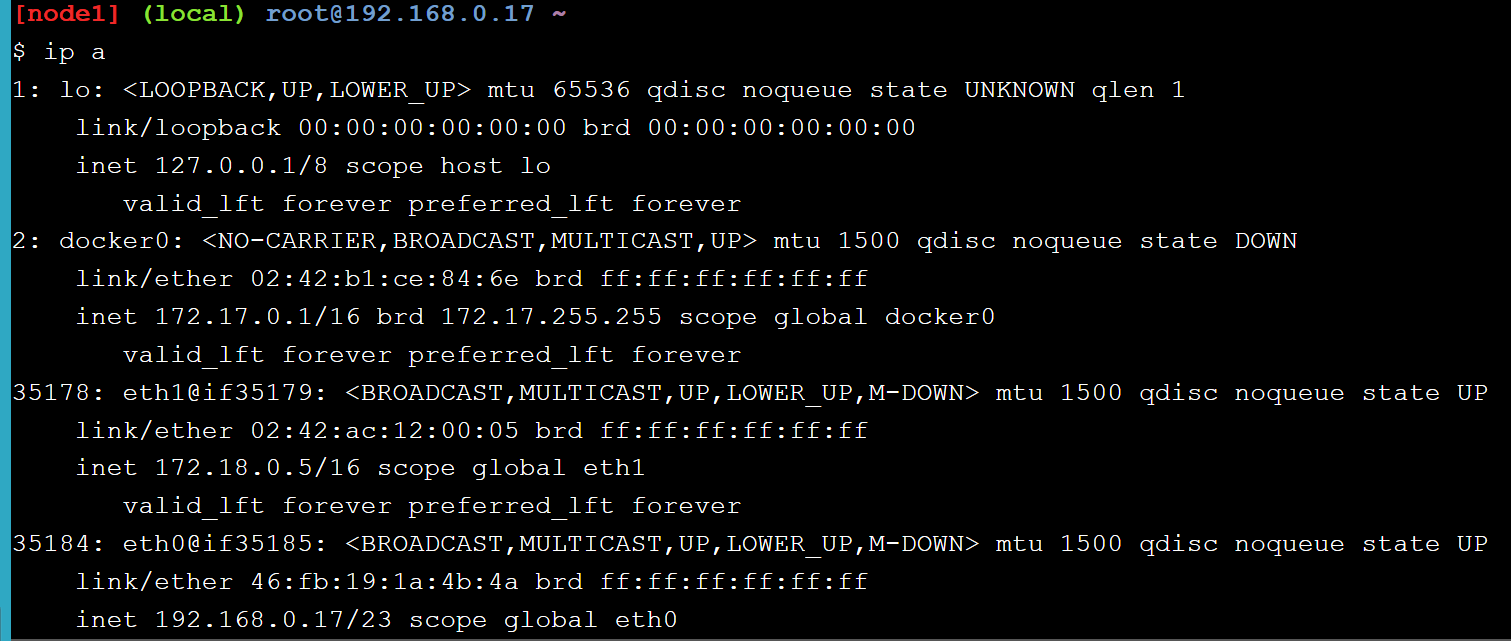 [node1] (local) root@192.168.0.17 ~
$ ip a
1: lo: <LOOPBACK,UP,LOWER_UP> mtu 65536 qdisc noqueue state UNKNOWN qlen 1
    link/loopback 00:00:00:00:00:00 brd 00:00:00:00:00:00
    inet 127.0.0.1/8 scope host lo
       valid_lft forever preferred_lft forever
2: docker0: <NO-CARRIER,BROADCAST,MULTICAST,UP> mtu 1500 qdisc noqueue state DOWN
    link/ether 02:42:b1:ce:84:6e brd ff:ff:ff:ff:ff:ff
    inet 172.17.0.1/16 brd 172.17.255.255 scope global docker0
       valid_lft forever preferred_lft forever
35178: eth1@if35179: <BROADCAST,MULTICAST,UP,LOWER_UP,M-DOWN> mtu 1500 qdisc noqueue state UP
    link/ether 02:42:ac:12:00:05 brd ff:ff:ff:ff:ff:ff
    inet 172.18.0.5/16 scope global eth1
       valid_lft forever preferred_lft forever
35184: eth0@if35185: <BROADCAST,MULTICAST,UP,LOWER_UP,M-DOWN> mtu 1500 qdisc noqueue state UP
    link/ether 46:fb:19:1a:4b:4a brd ff:ff:ff:ff:ff:ff
    inet 192.168.0.17/23 scope global eth0